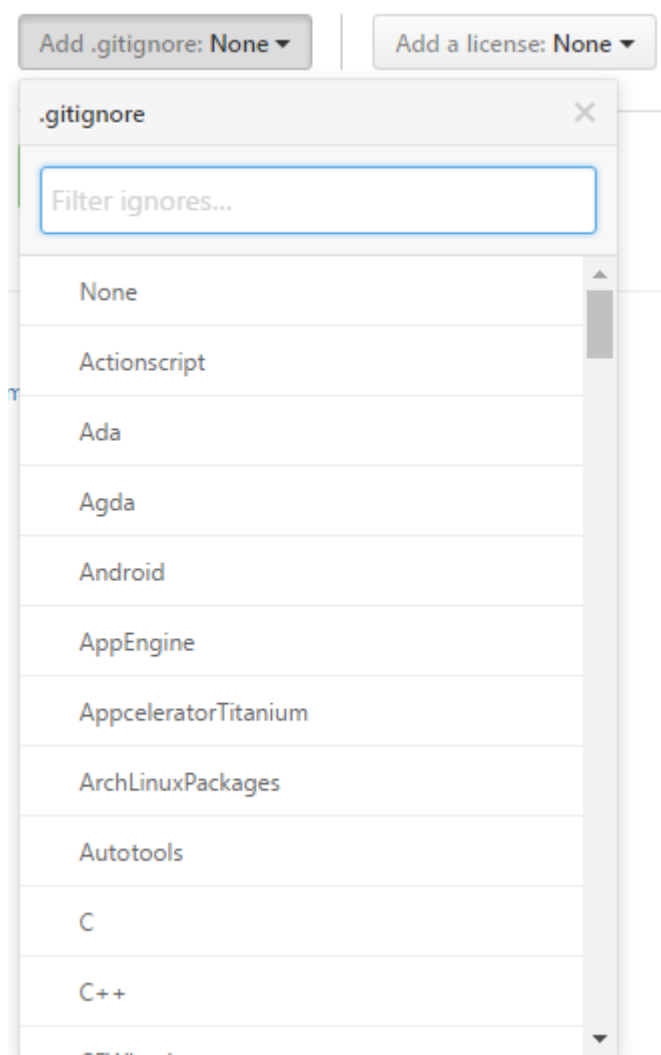 Add .gitignore: None
Add a license: None
.gitignore
Filter ignores...
None
Actionscript
Ada
Agda
Android
AppEngine
AppceleratorTitanium
ArchLinuxPackages
Autotools
C
C++